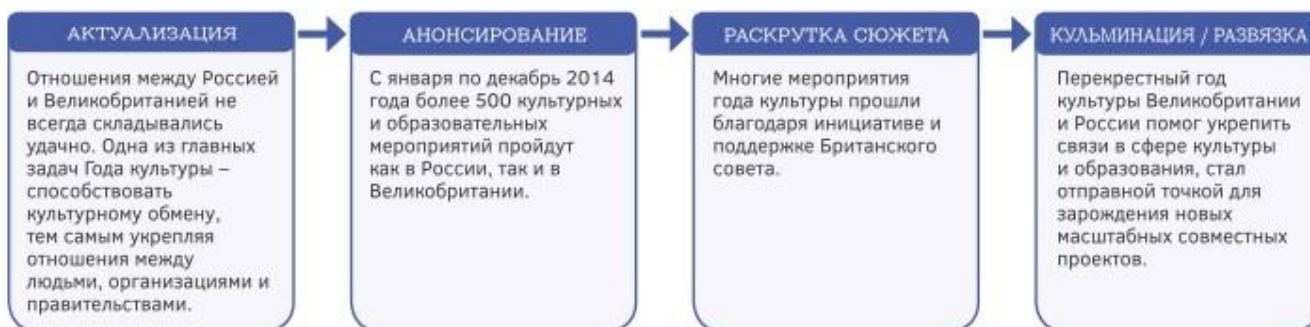 АКТУАЛИЗАЦИЯ
Отношения между Россией
и Великобританией не
всегда складывались
удачно. Одна из главных
задач Года культуры –
способствовать
культурному обмену,
тем самым укрепляя
отношения между
людьми, организациями и
правительствами.
АНОНСИРОВАНИЕ
С января по декабрь 2014
года более 500 культурных
и образовательных
мероприятий пройдут
как в России, так и в
Великобритании.
РАСКРУТКА СЮЖЕТА
Многие мероприятия
года культуры прошли
благодаря инициативе и
поддержке Британского
совета.
КУЛЬМИНАЦИЯ / РАЗВЯЗКА
Перекрестный год
культуры Великобритании
и России помог укрепить
связи в сфере культуры
и образования, стал
отправной точкой для
зарождения новых
масштабных совместных
проектов.